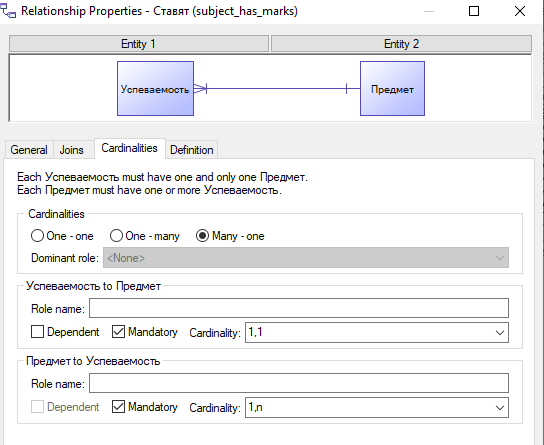 Relationship Properties - Ставят (subject_has_marks)
Entity 1 Entity 2
Успеваемость Предмет
General Joins Cardinalities Definition
Each Успеваемость must have one and only one Предмет.
Each Предмет must have one or more Успеваемость.
Cardinalities
One - one One - many Many - one
Dominant role: <None>
Успеваемость to Предмет
Role name:
Dependent Mandatory Cardinality: 1,1
Предмет to Успеваемость
Role name:
Dependent Mandatory Cardinality: 1,n